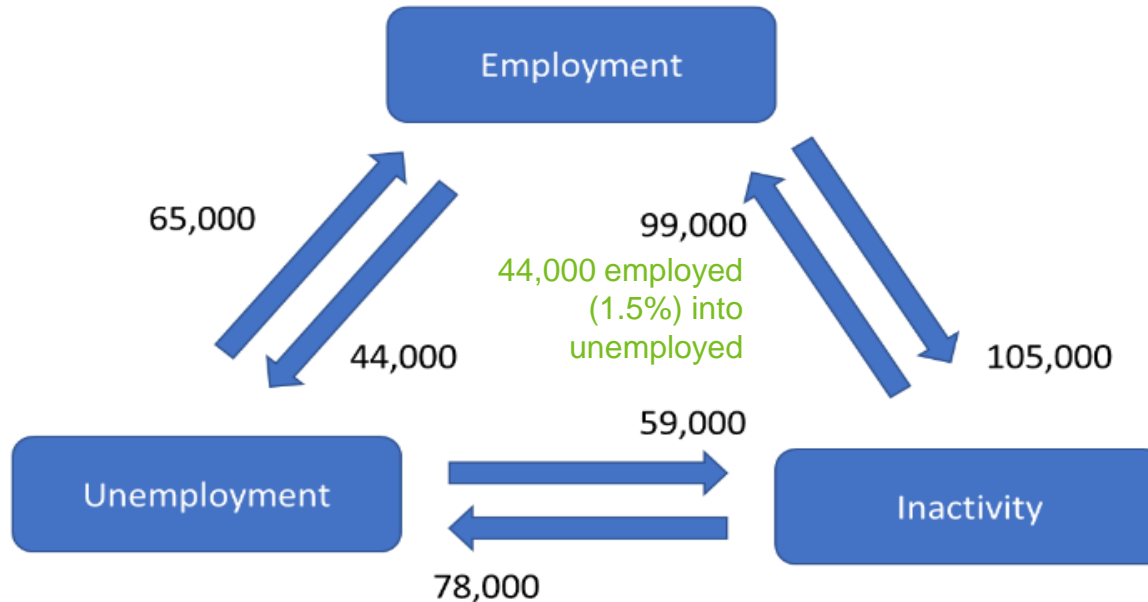 Employment
65,000
99,000
44,000 employed
(1.5%) into
unemployed
44,000
105,000
59,000
Unemployment
Inactivity
78,000